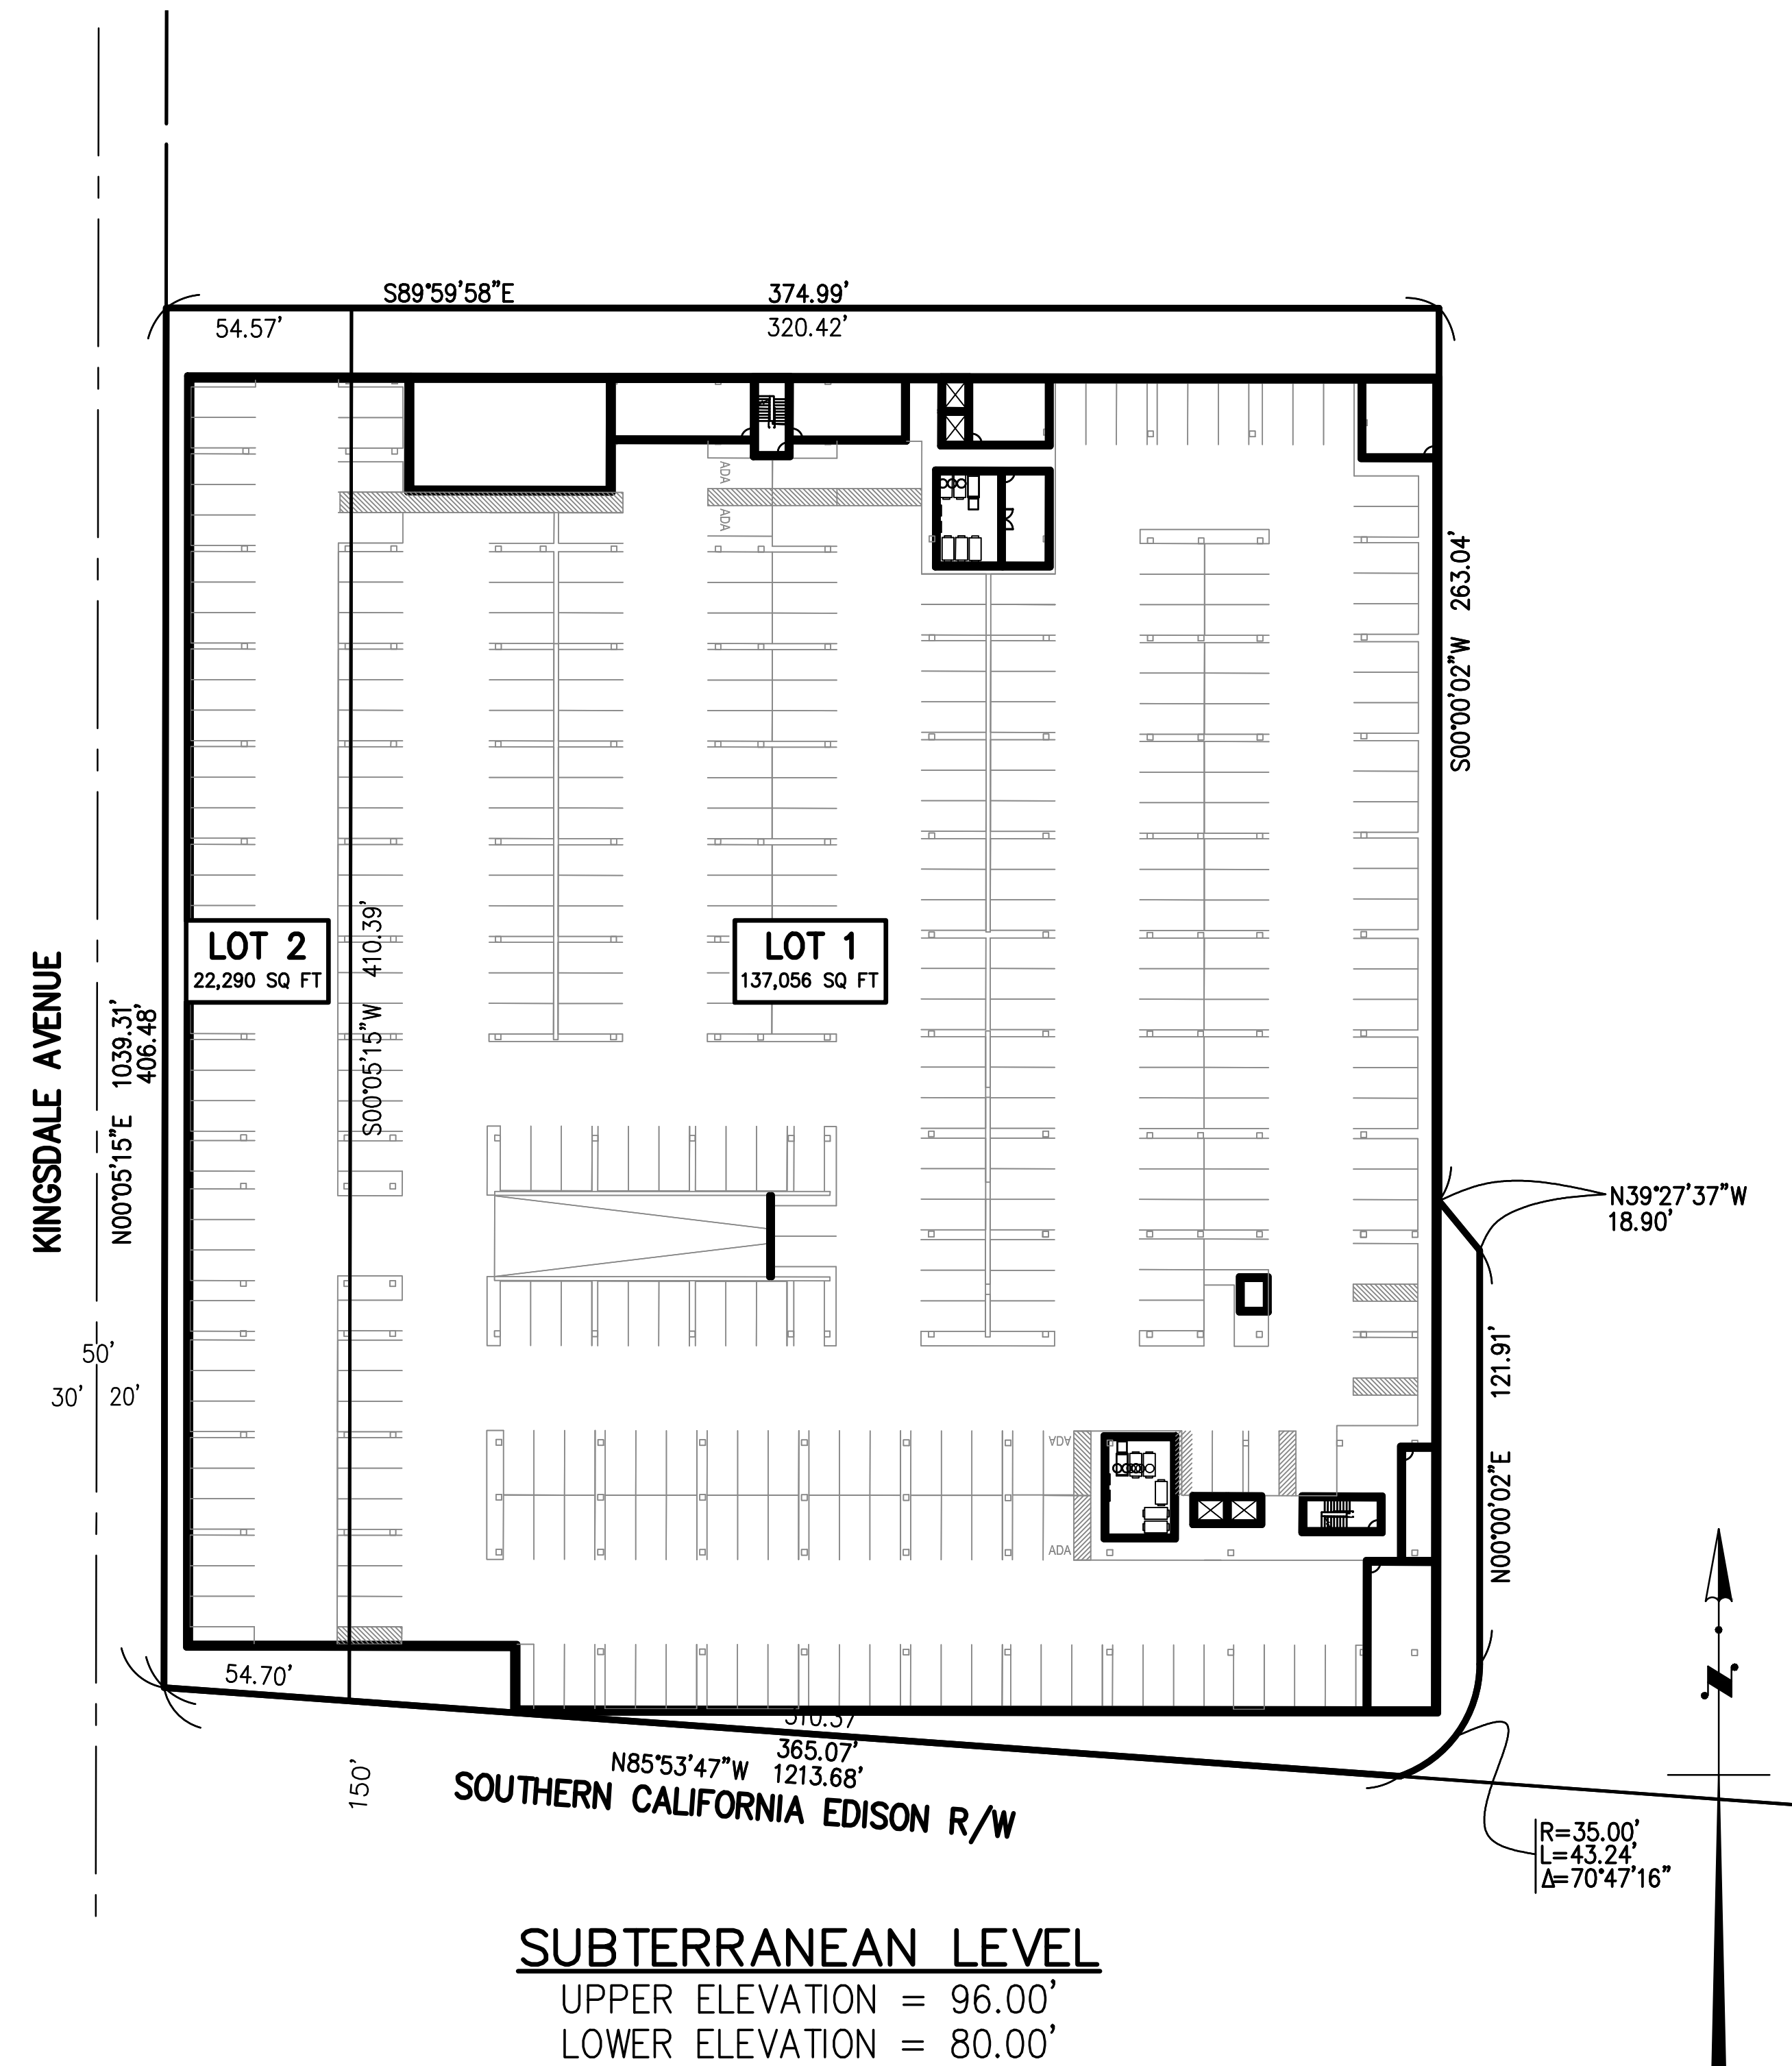 S89°59'58"E
374.99'
54.57'
320.42'
ADA
ADA
S00°00'02"W 263.04'
LOT 2
22,290 SQ FT
LOT 1
137,056 SQ FT
S00°05'15"W 410.39'
KINGSDALE AVENUE
N00°05'15"E 1039.31'
406.48'
N39°27'37"W
18.90'
50'
30'
20'
N00°00'02"E 121.91'
ADA
ADA
54.70'
310.37'
365.07'
N85°53'47"W 1213.68'
150'
SOUTHERN CALIFORNIA EDISON R/W
R=35.00'
L=43.24'
Δ=70°47'16"
N
SUBTERRANEAN LEVEL
UPPER ELEVATION = 96.00'
LOWER ELEVATION = 80.00'